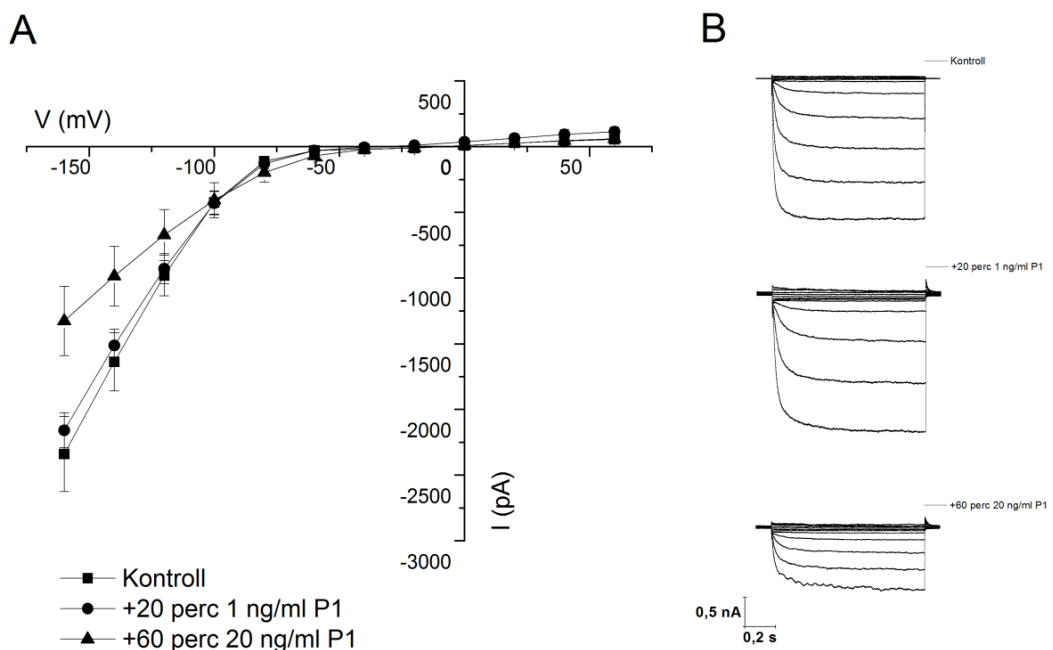 A
B
500
V (mV)
-150
-100
-50
0
50
-500
-1000
-1500
-2000
-2500
-3000
I (pA)
Kontroll
+20 perc 1 ng/ml P1
+60 perc 20 ng/ml P1
Kontroll
+20 perc 1 ng/ml P1
+60 perc 20 ng/ml P1
0,5 nA
0,2 s